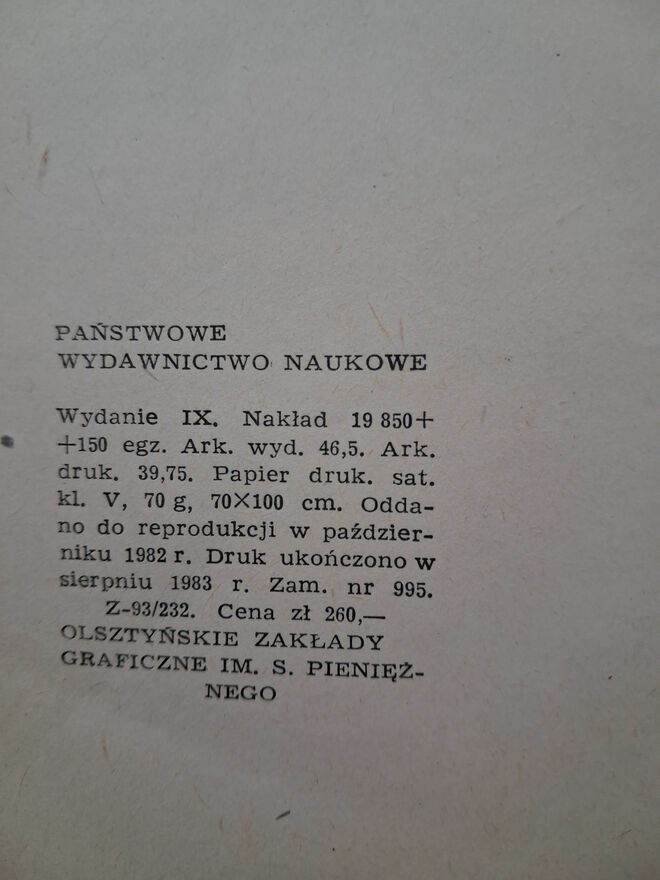 PAŃSTWOWE
WYDAWNICTWO NAUKOWE
Wydanie IX. Nakład 19 850+
+150 egz. Ark. wyd. 46,5. Ark.
druk. 39,75. Papier druk. sat.
kl. V, 70 g, 70×100 cm. Odda-
no do reprodukcji w paździer-
niku 1982 r. Druk ukończono w
sierpniu 1983 r. Zam. nr 995.
Z-93/232. Cena zł 260,—
OLSZTYŃSKIE ZAKŁADY
GRAFICZNE IM. S. PIENIĘŻ-
NEGO